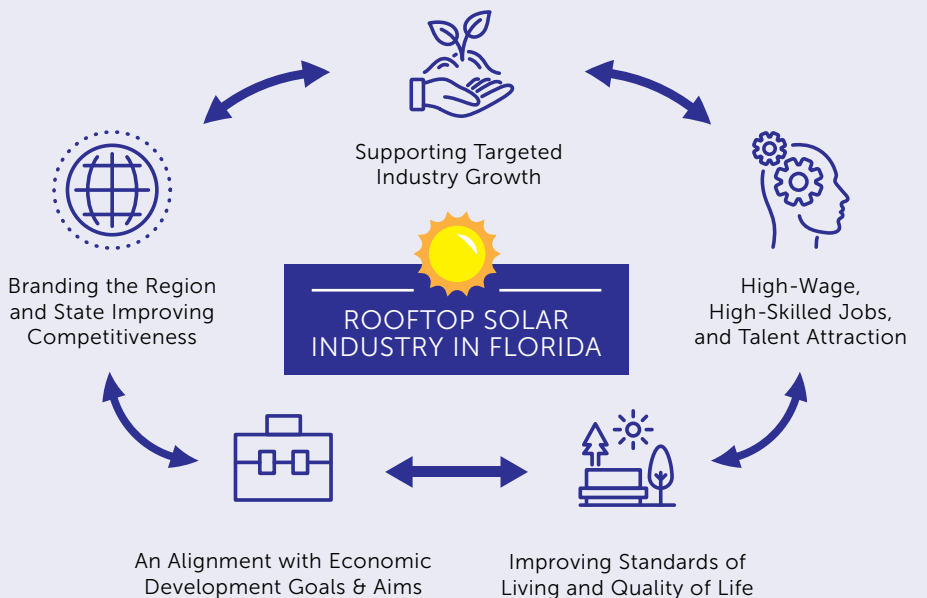 Supporting Targeted
Industry Growth
Branding the Region
and State Improving
Competitiveness
ROOFTOP SOLAR
INDUSTRY IN FLORIDA
High-Wage,
High-Skilled Jobs,
and Talent Attraction
An Alignment with Economic
Development Goals & Aims
Improving Standards of
Living and Quality of Life